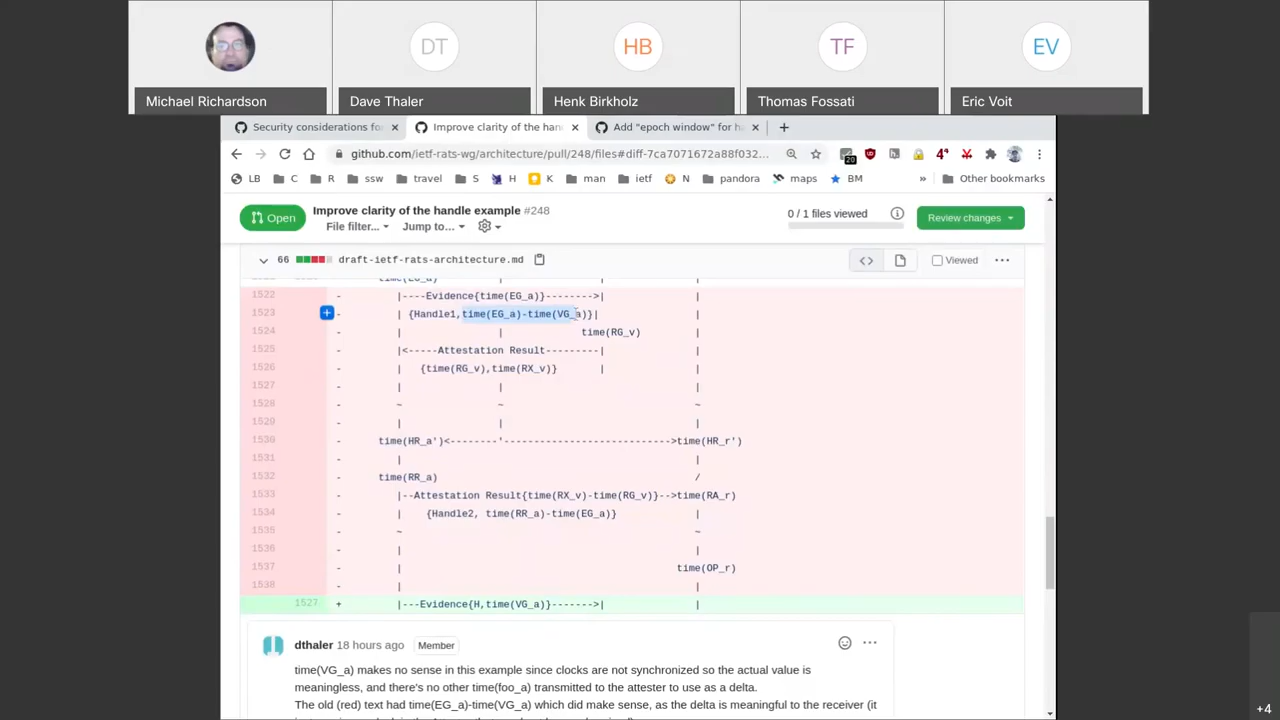 DT
HB
TF
EV
Michael Richardson
Dave Thaler
Henk Birkholz
Thomas Fossati
Eric Voit
Security considerations fo
Improve clarity of the han
Add "epoch window" for ha
github.com/ietf-rats-wg/architecture/pull/248/files#diff-7ca7071672a88f032...
20
LB C R ssw travel S H K man ietf N pandora maps BM » Other bookmarks
Open
Improve clarity of the handle example #248
File filter... Jump to...
0 / 1 files viewed
Review changes
66 draft-ietf-rats-architecture.md
Viewed
1522 - |----Evidence{time(EG_a)}-------->| |
1523 - | {Handle1,time(EG_a)-time(VG_a)}| |
1524 - | | time(RG_v) |
1525 - |<-----Attestation Result---------| |
1526 - | {time(RG_v),time(RX_v)} | |
1527 - | | |
1528 - ~ ~ ~
1529 - | | |
1530 - time(HR_a')<--------'---------------------------->time(HR_r')
1531 - | |
1532 - time(RR_a) /
1533 - |--Attestation Result{time(RX_v)-time(RG_v)}-->time(RA_r)
1534 - {Handle2, time(RR_a)-time(EG_a)} |
1535 - ~ ~
1536 - | |
1537 - time(OP_r)
1538 - | |
1527 + |---Evidence{H,time(VG_a)}------->| |
dthaler 18 hours ago Member
time(VG_a) makes no sense in this example since clocks are not synchronized so the actual value is
meaningless, and there's no other time(foo_a) transmitted to the attester to use as a delta.
The old (red) text had time(EG_a)-time(VG_a) which did make sense, as the delta is meaningful to the receiver (it
+4